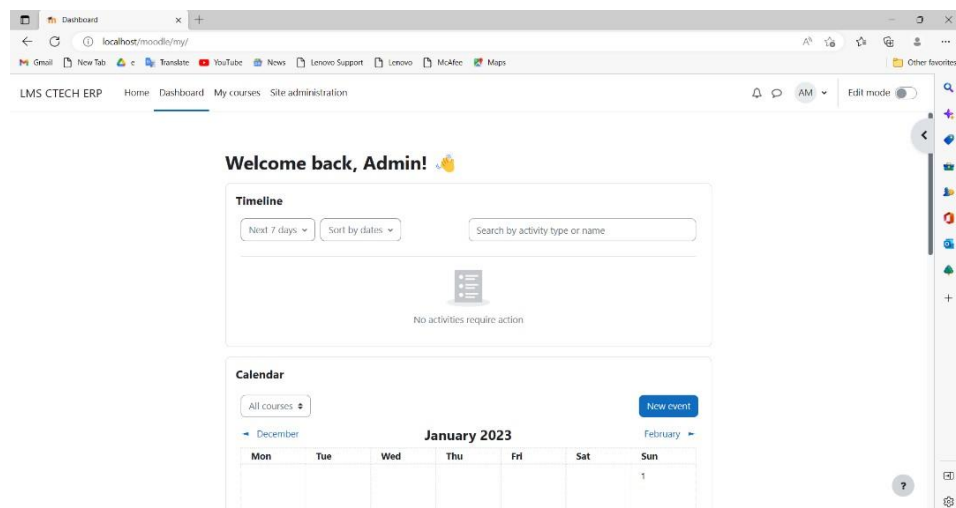 Dashboard
localhost/moodle/my/
Gmail New Tab e Translate YouTube News Lenovo Support Lenovo McAfee Maps Other favorites
LMS CTECH ERP Home Dashboard My courses Site administration AM Edit mode
Welcome back, Admin!
Timeline
Next 7 days Sort by dates Search by activity type or name
No activities require action
Calendar
All courses New event
December January 2023 February
Mon Tue Wed Thu Fri Sat Sun
1
?